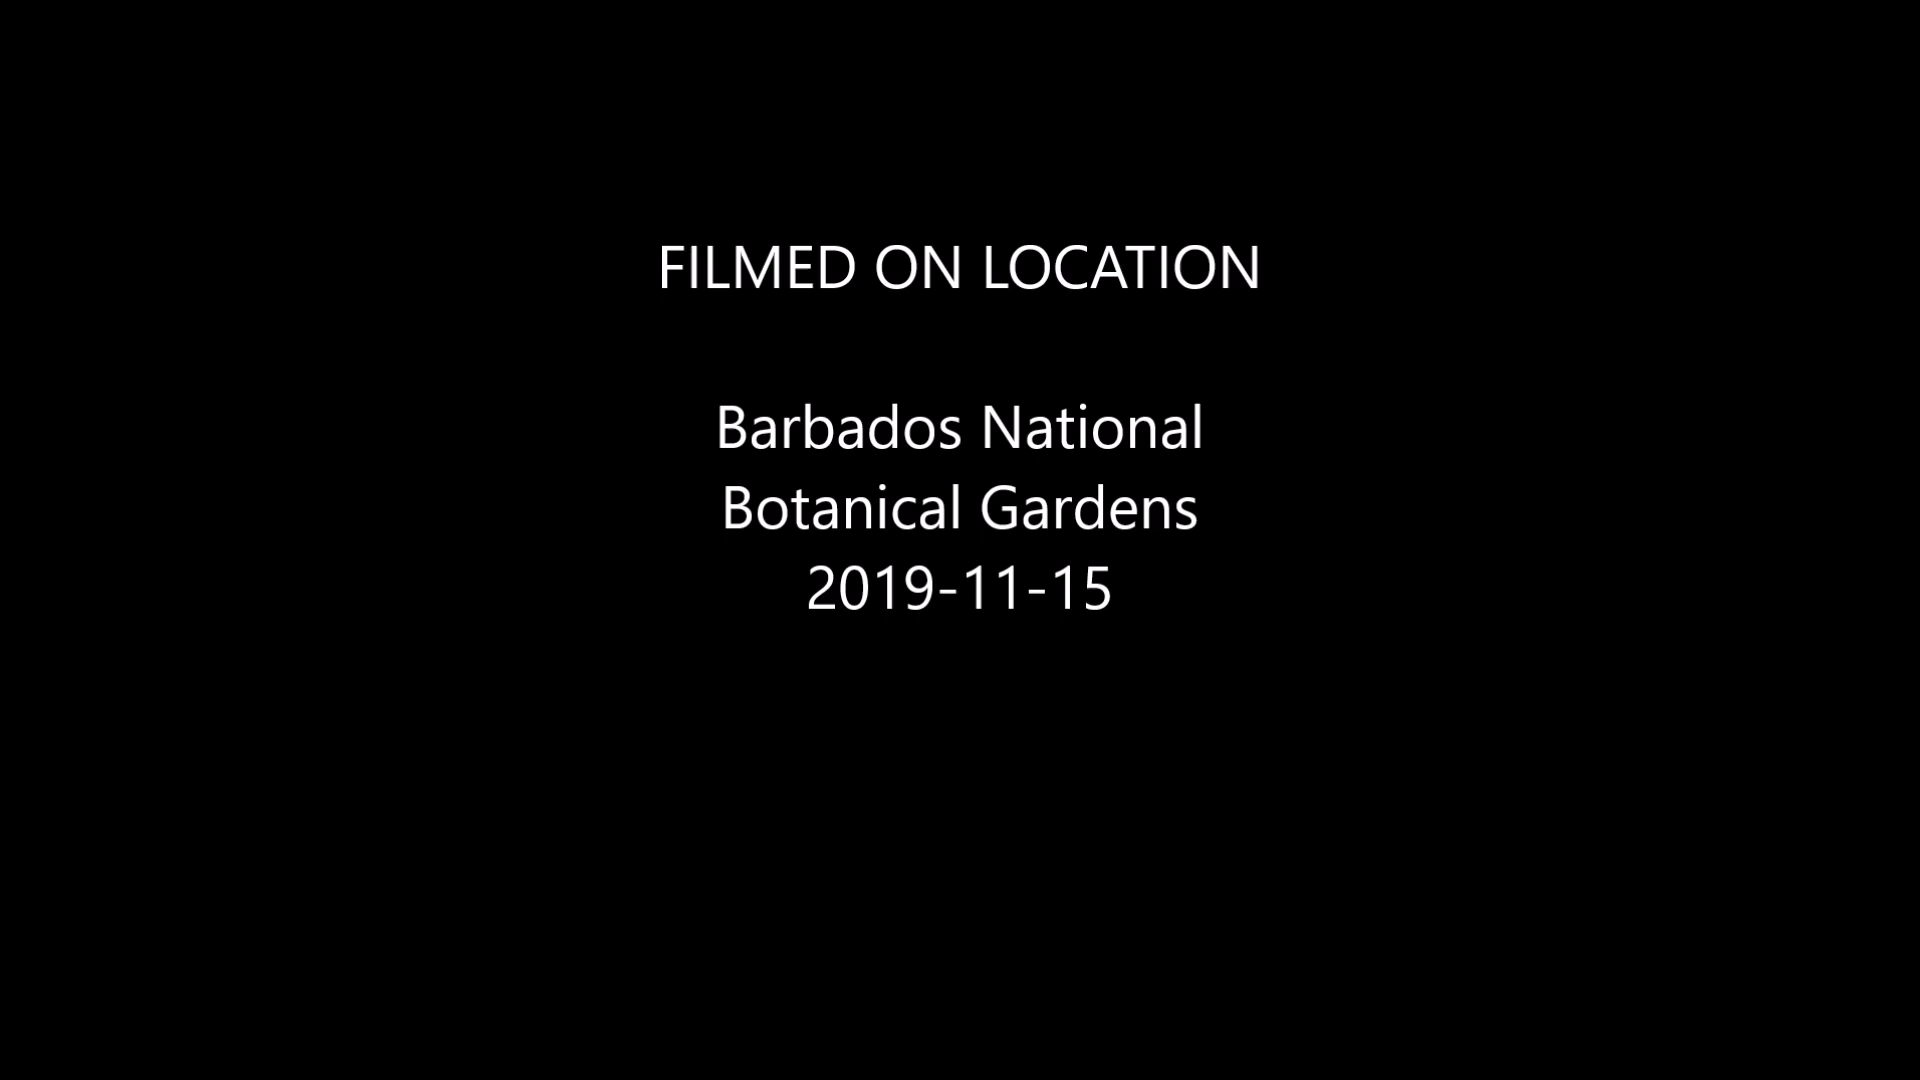 FILMED ON LOCATION
Barbados National
Botanical Gardens
2019-11-15